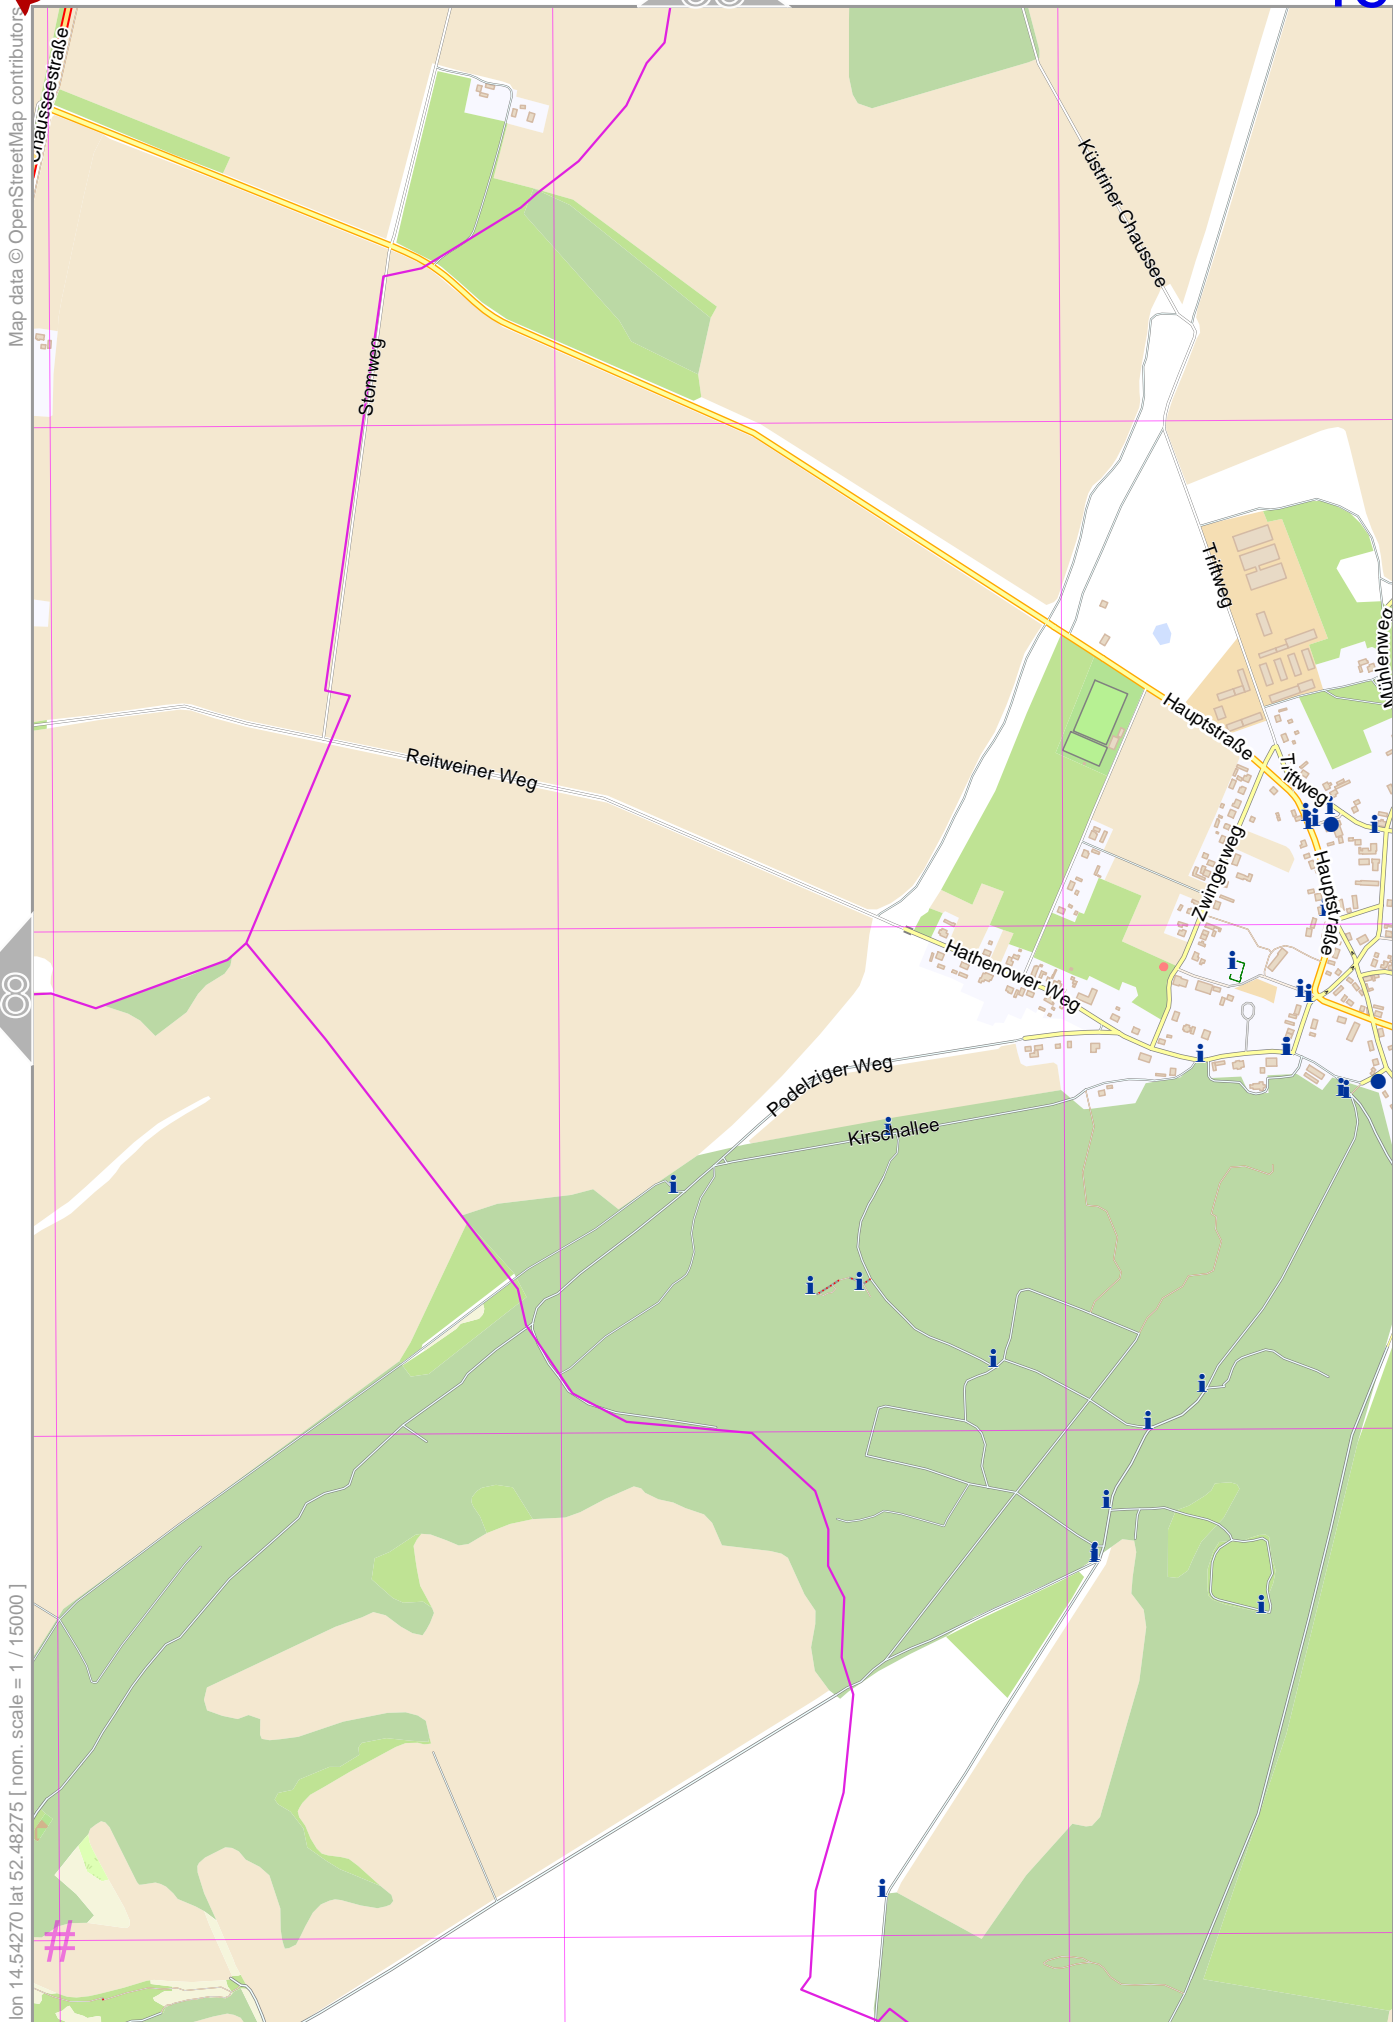 Map data © OpenStreetMap contributors
Chausseestraße
Küstriner Chaussee
Stomweg
Triftweg
Mühlenweg
Hauptstraße
Reitweiner Weg
Triftweg
Zwingerweg
Hauptstraße
Hathenower Weg
Podelziger Weg
Kirschallee
lon 14.54270 lat 52.48275 [ nom. scale = 1 / 15000 ]
#